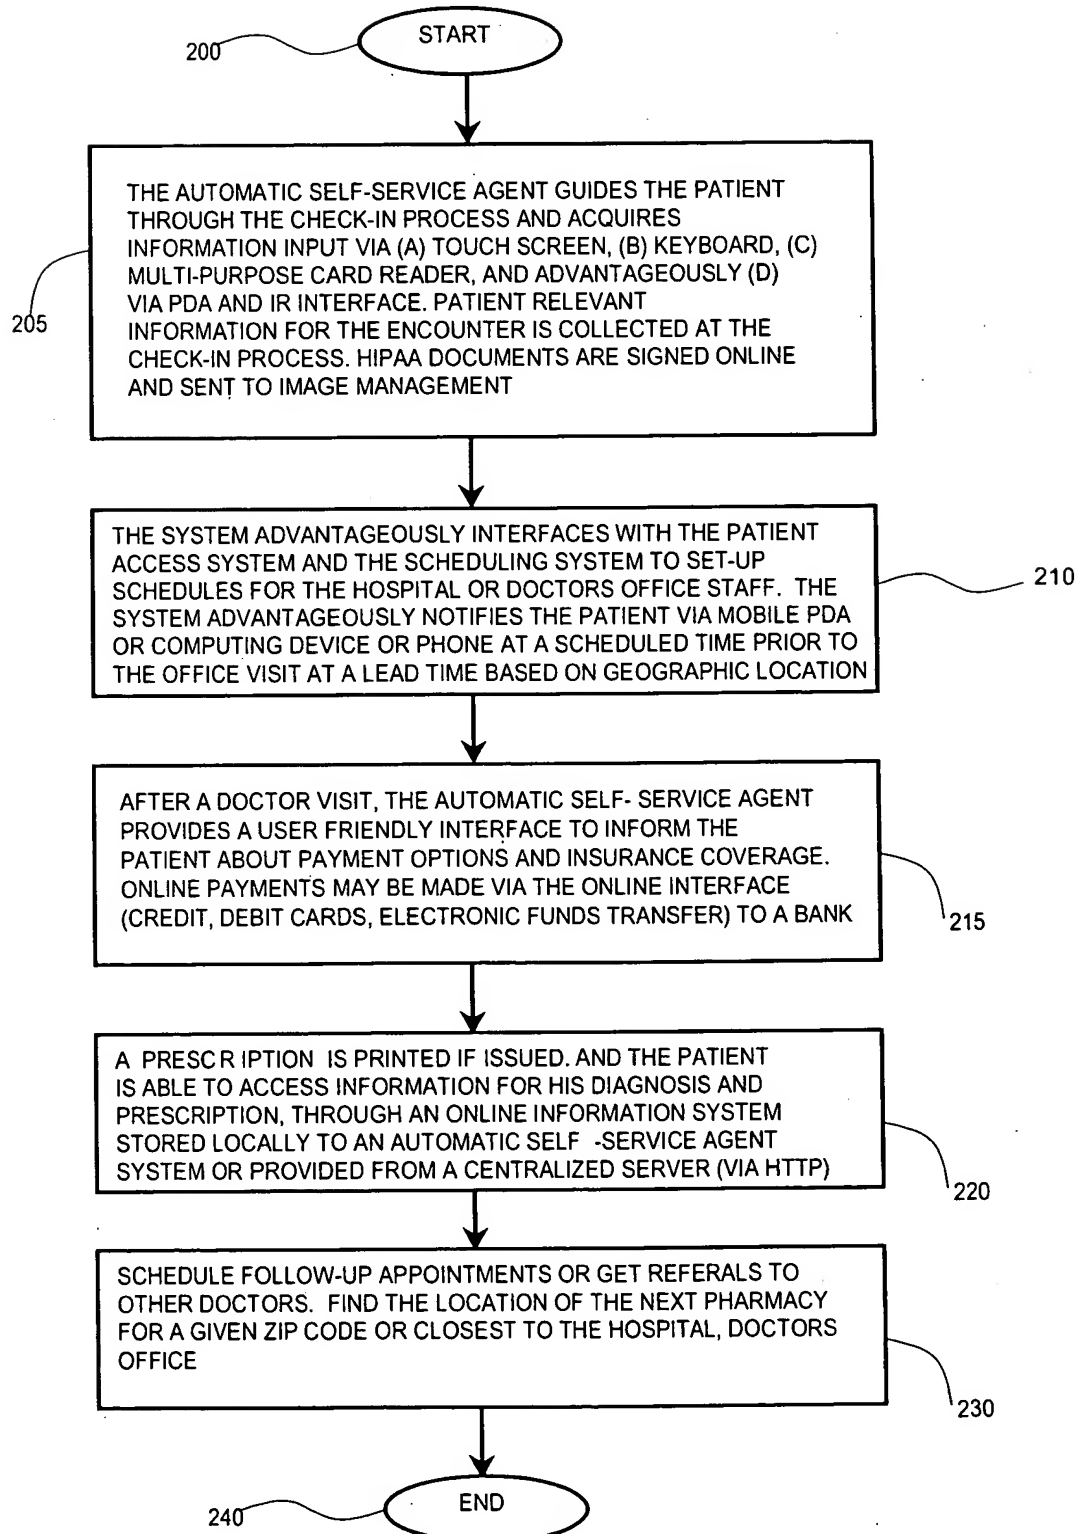 START
200
THE AUTOMATIC SELF-SERVICE AGENT GUIDES THE PATIENT
THROUGH THE CHECK-IN PROCESS AND ACQUIRES
INFORMATION INPUT VIA (A) TOUCH SCREEN, (B) KEYBOARD, (C)
MULTI-PURPOSE CARD READER, AND ADVANTAGEOUSLY (D)
VIA PDA AND IR INTERFACE. PATIENT RELEVANT
INFORMATION FOR THE ENCOUNTER IS COLLECTED AT THE
CHECK-IN PROCESS. HIPAA DOCUMENTS ARE SIGNED ONLINE
AND SENT TO IMAGE MANAGEMENT
205
THE SYSTEM ADVANTAGEOUSLY INTERFACES WITH THE PATIENT
ACCESS SYSTEM AND THE SCHEDULING SYSTEM TO SET-UP
SCHEDULES FOR THE HOSPITAL OR DOCTORS OFFICE STAFF. THE
SYSTEM ADVANTAGEOUSLY NOTIFIES THE PATIENT VIA MOBILE PDA
OR COMPUTING DEVICE OR PHONE AT A SCHEDULED TIME PRIOR TO
THE OFFICE VISIT AT A LEAD TIME BASED ON GEOGRAPHIC LOCATION
210
AFTER A DOCTOR VISIT, THE AUTOMATIC SELF- SERVICE AGENT
PROVIDES A USER FRIENDLY INTERFACE TO INFORM THE
PATIENT ABOUT PAYMENT OPTIONS AND INSURANCE COVERAGE.
ONLINE PAYMENTS MAY BE MADE VIA THE ONLINE INTERFACE
(CREDIT, DEBIT CARDS, ELECTRONIC FUNDS TRANSFER) TO A BANK
215
A PRESCR IPTION IS PRINTED IF ISSUED. AND THE PATIENT
IS ABLE TO ACCESS INFORMATION FOR HIS DIAGNOSIS AND
PRESCRIPTION, THROUGH AN ONLINE INFORMATION SYSTEM
STORED LOCALLY TO AN AUTOMATIC SELF -SERVICE AGENT
SYSTEM OR PROVIDED FROM A CENTRALIZED SERVER (VIA HTTP)
220
SCHEDULE FOLLOW-UP APPOINTMENTS OR GET REFERALS TO
OTHER DOCTORS. FIND THE LOCATION OF THE NEXT PHARMACY
FOR A GIVEN ZIP CODE OR CLOSEST TO THE HOSPITAL, DOCTORS
OFFICE
230
END
240